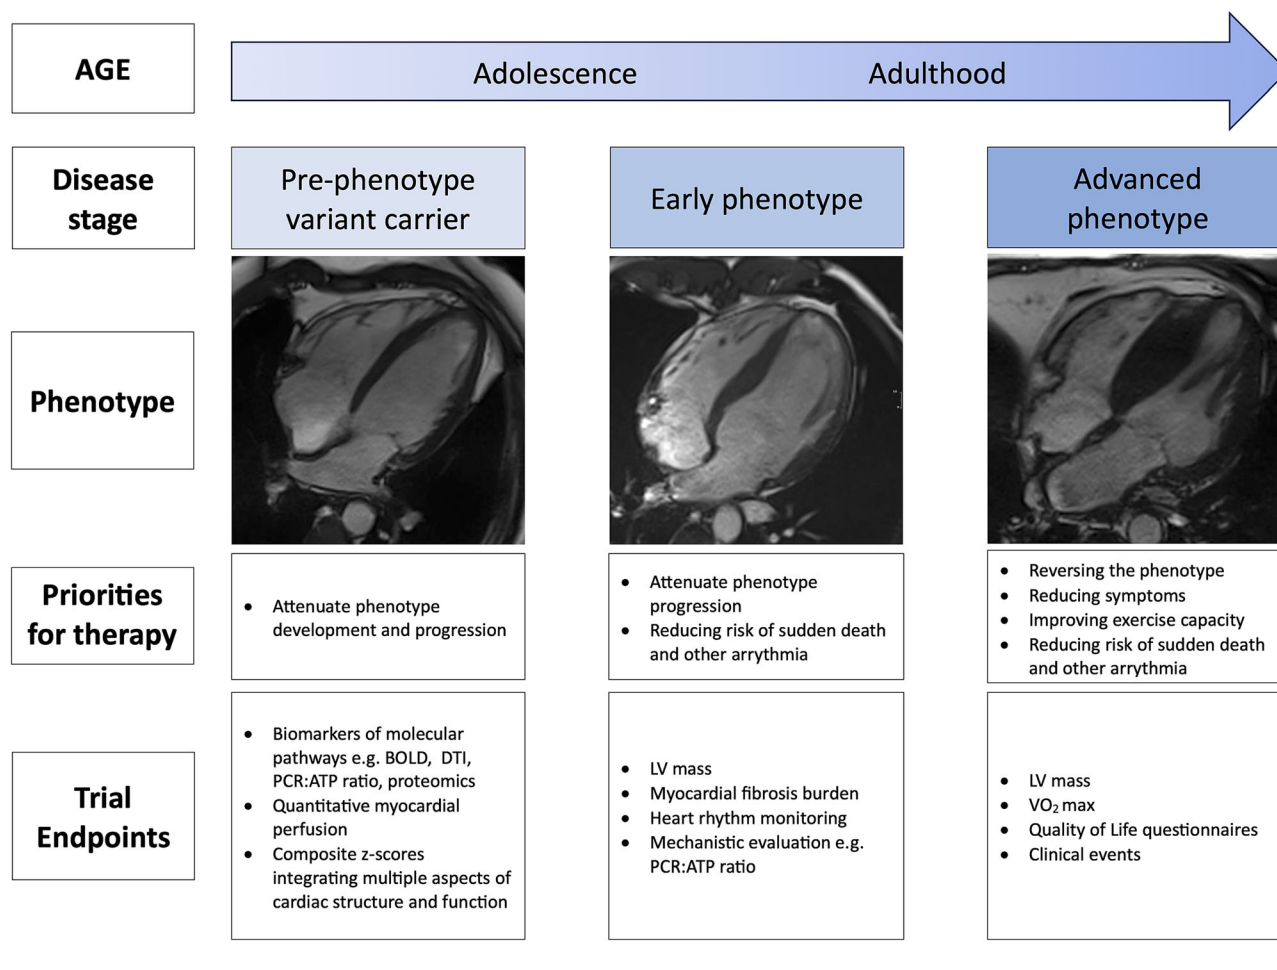 AGE
Adolescence
Adulthood
Disease
stage
Pre-phenotype
variant carrier
Early phenotype
Advanced
phenotype
Phenotype
Priorities
for therapy
• Attenuate phenotype
development and progression
• Attenuate phenotype
progression
• Reducing risk of sudden death
and other arrythmia
• Reversing the phenotype
• Reducing symptoms
• Improving exercise capacity
• Reducing risk of sudden death
and other arrythmia
Trial
Endpoints
• Biomarkers of molecular
pathways e.g. BOLD, DTI,
PCR:ATP ratio, proteomics
• Quantitative myocardial
perfusion
• Composite z-scores
integrating multiple aspects of
cardiac structure and function
• LV mass
• Myocardial fibrosis burden
• Heart rhythm monitoring
• Mechanistic evaluation e.g.
PCR:ATP ratio
• LV mass
• VO₂ max
• Quality of Life questionnaires
• Clinical events